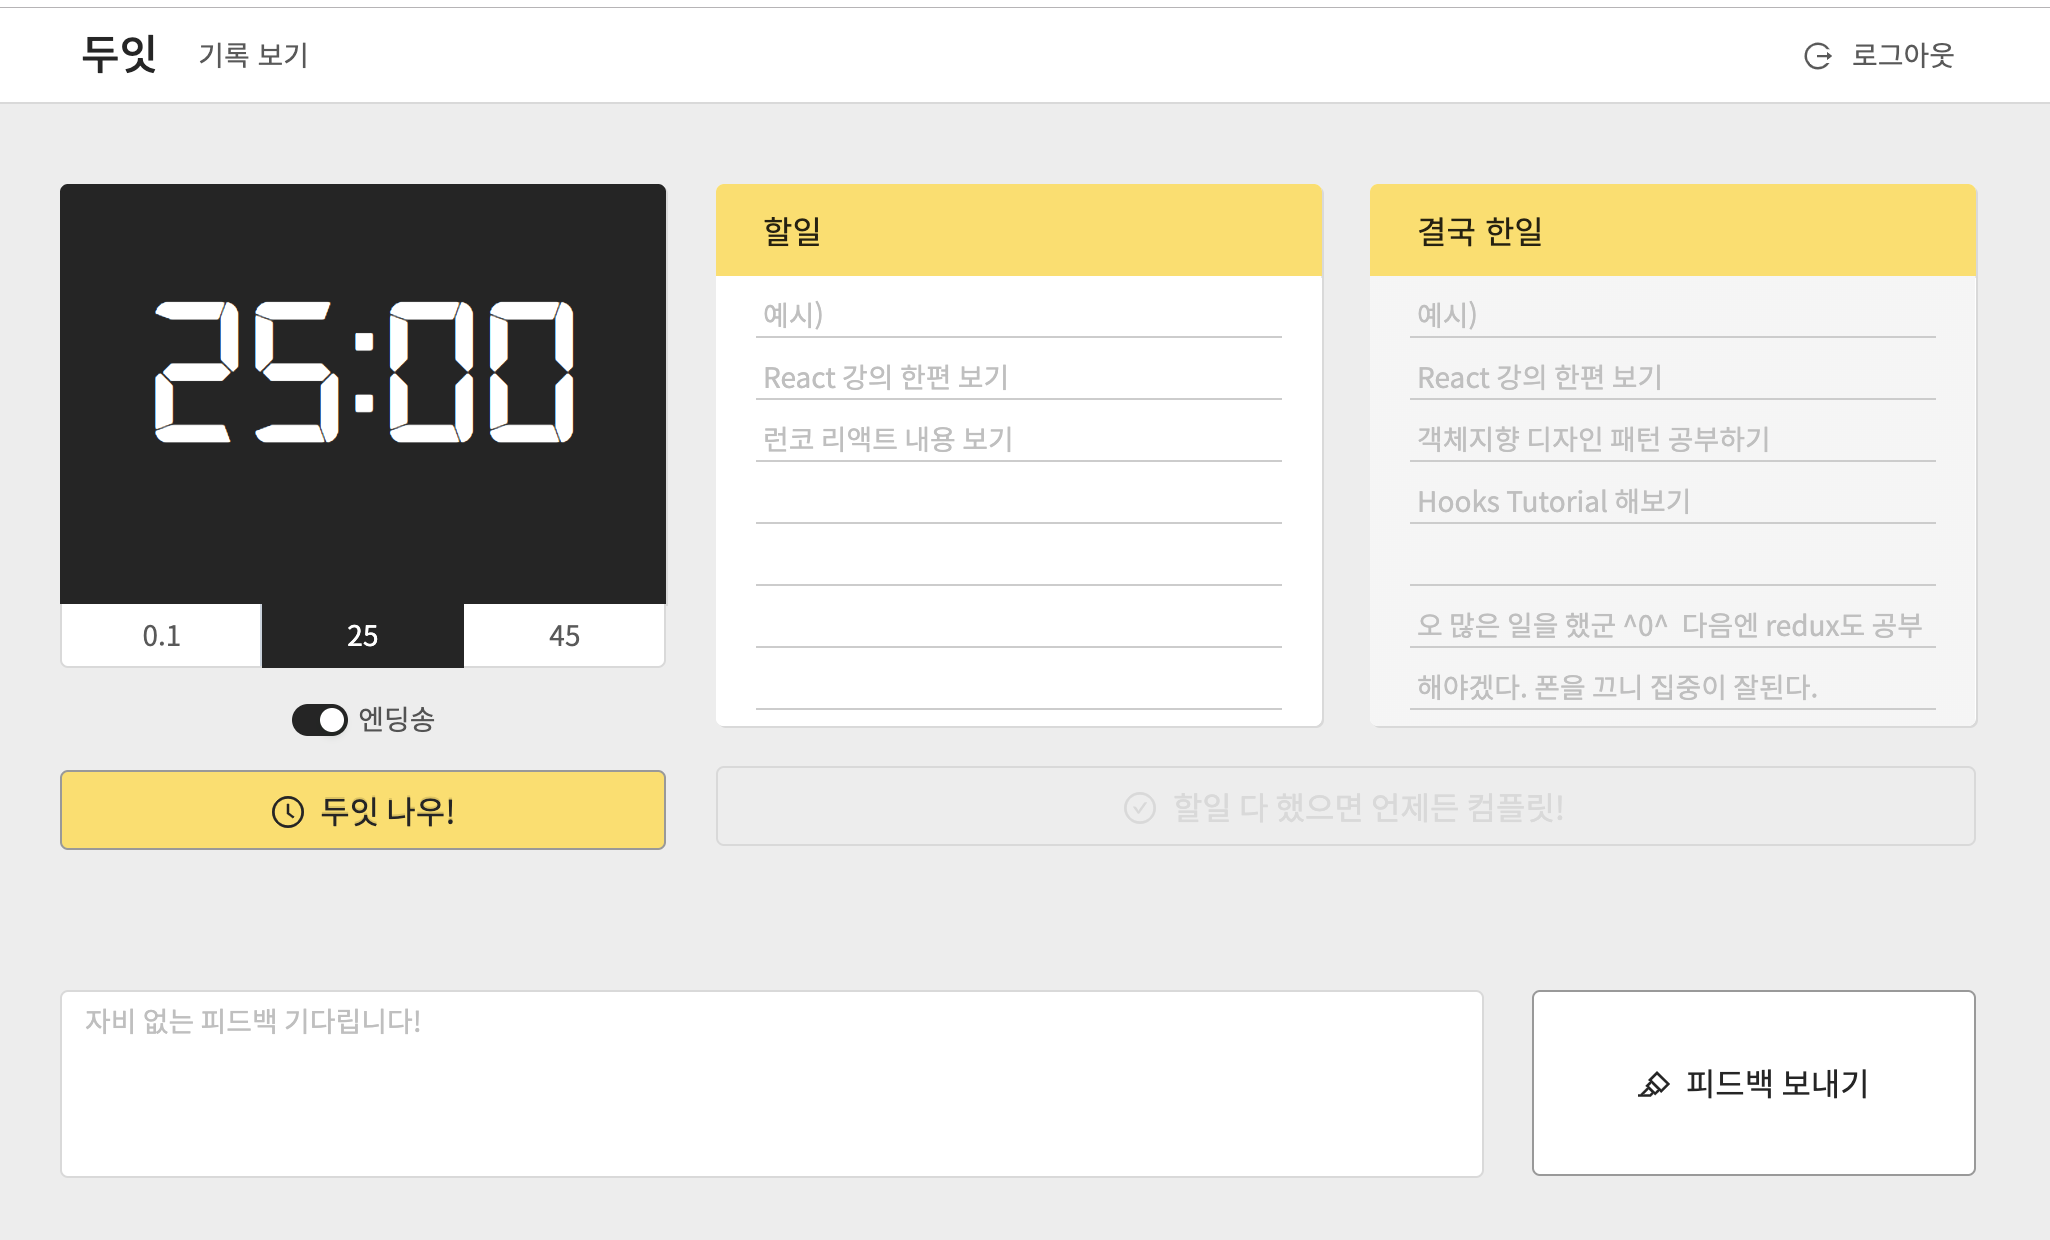 두잇
기록 보기
로그아웃
25:00
0.1
25
45
엔딩송
두잇 나우!
할일
예시)
React 강의 한편 보기
런코 리액트 내용 보기
결국 한일
예시)
React 강의 한편 보기
객체지향 디자인 패턴 공부하기
Hooks Tutorial 해보기
오 많은 일을 했군 ^0^ 다음엔 redux도 공부
해야겠다. 폰을 끄니 집중이 잘된다.
할일 다 했으면 언제든 컴플릿!
자비 없는 피드백 기다립니다!
피드백 보내기